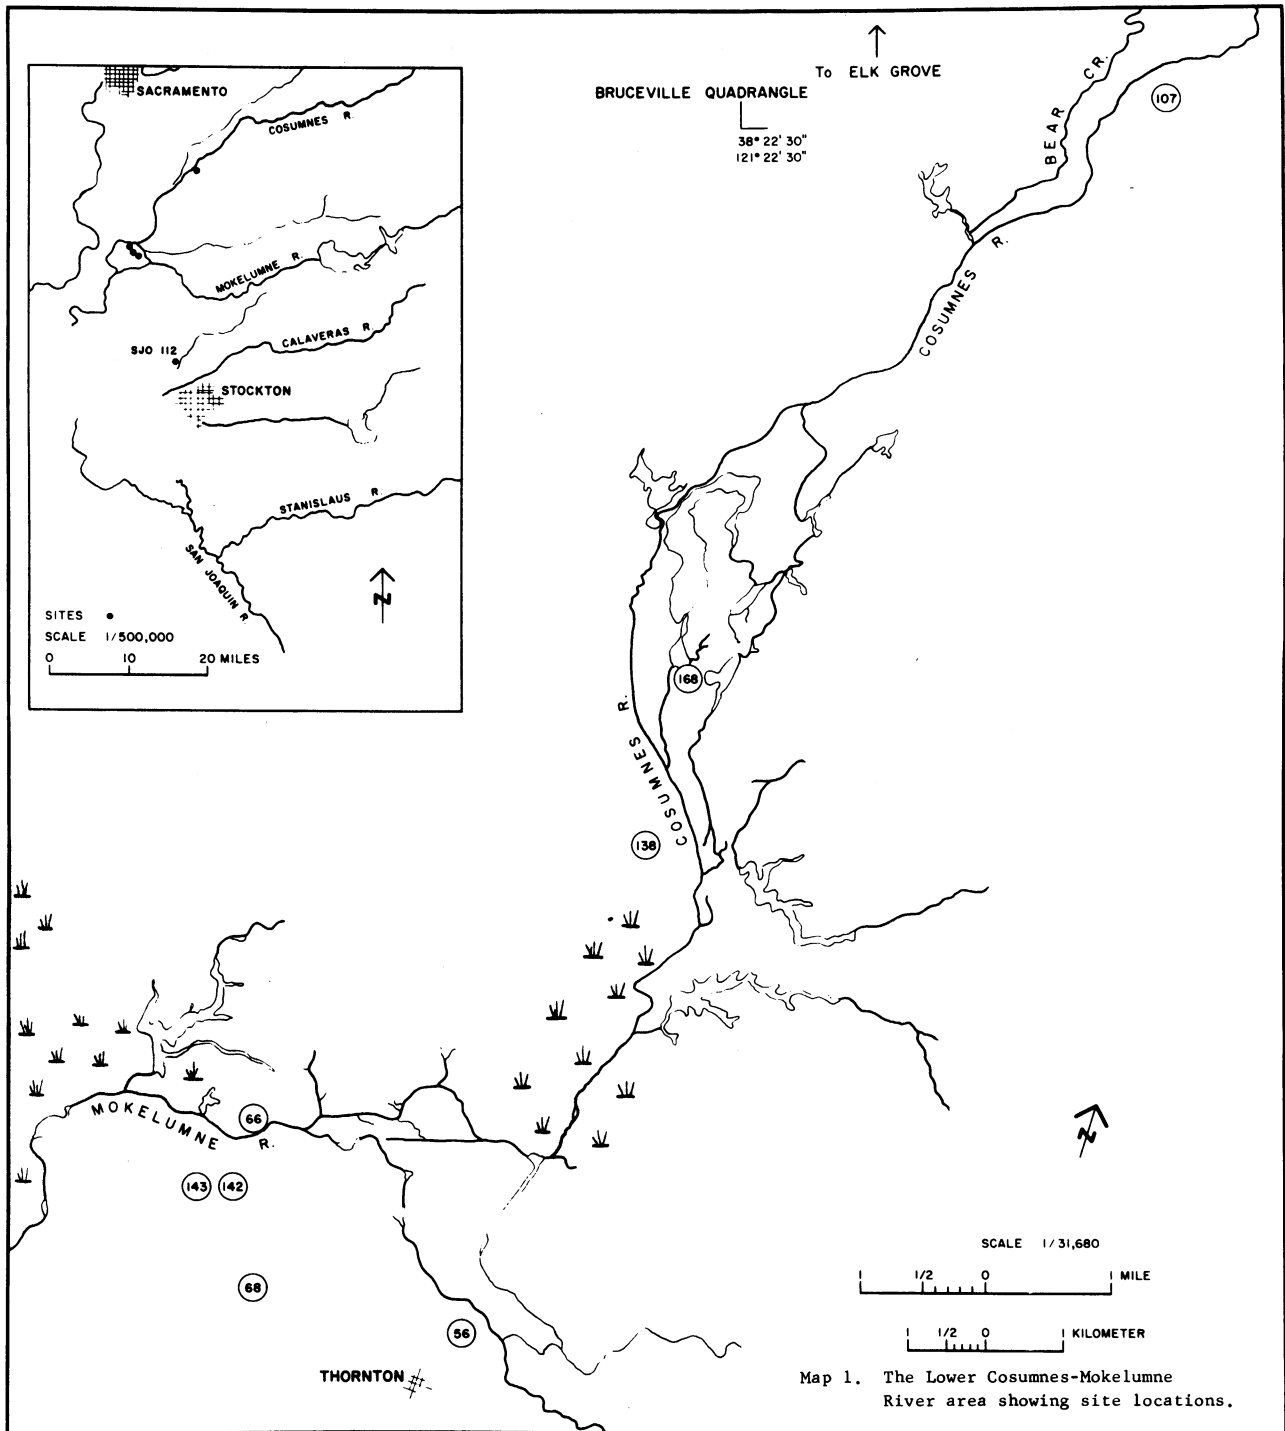 To ELK GROVE
BRUCEVILLE QUADRANGLE
38° 22' 30"
121° 22' 30"
BEAR CR.
107
COSUMNES R.
SACRAMENTO
COSUMNES R.
MOKELUMNE R.
SJO 112
CALAVERAS R.
STOCKTON
STANISLAUS R.
SAN JOAQUIN R.
N
SITES
SCALE 1/500,000
0 10 20 MILES
168
COSUMNES R.
138
MOKELUMNE R.
66
143 142
68
56
THORNTON
N
SCALE 1/31,680
1 1/2 0 1 MILE
1 1/2 0 1 KILOMETER
Map 1. The Lower Cosumnes-Mokelumne
River area showing site locations.